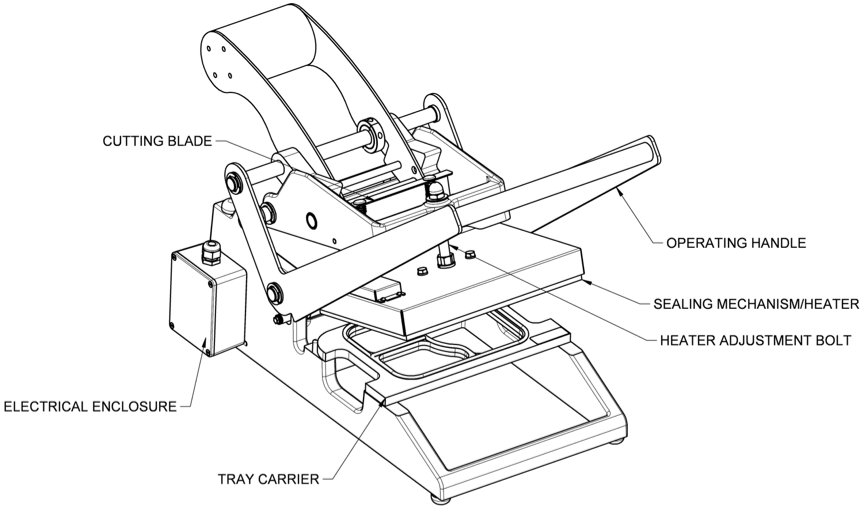 CUTTING BLADE
OPERATING HANDLE
SEALING MECHANISM/HEATER
HEATER ADJUSTMENT BOLT
ELECTRICAL ENCLOSURE
TRAY CARRIER